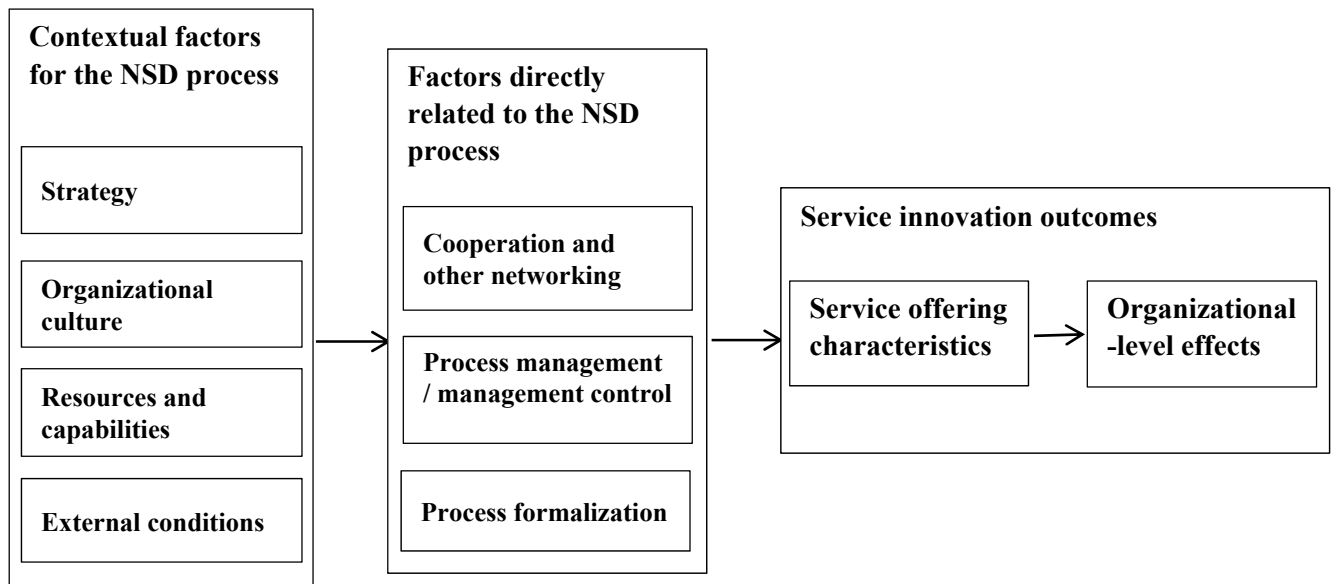 Contextual factors
for the NSD process
Strategy
Organizational
culture
Resources and
capabilities
External conditions
Factors directly
related to the NSD
process
Cooperation and
other networking
Process management
/ management control
Process formalization
Service innovation outcomes
Service offering
characteristics
Organizational
-level effects